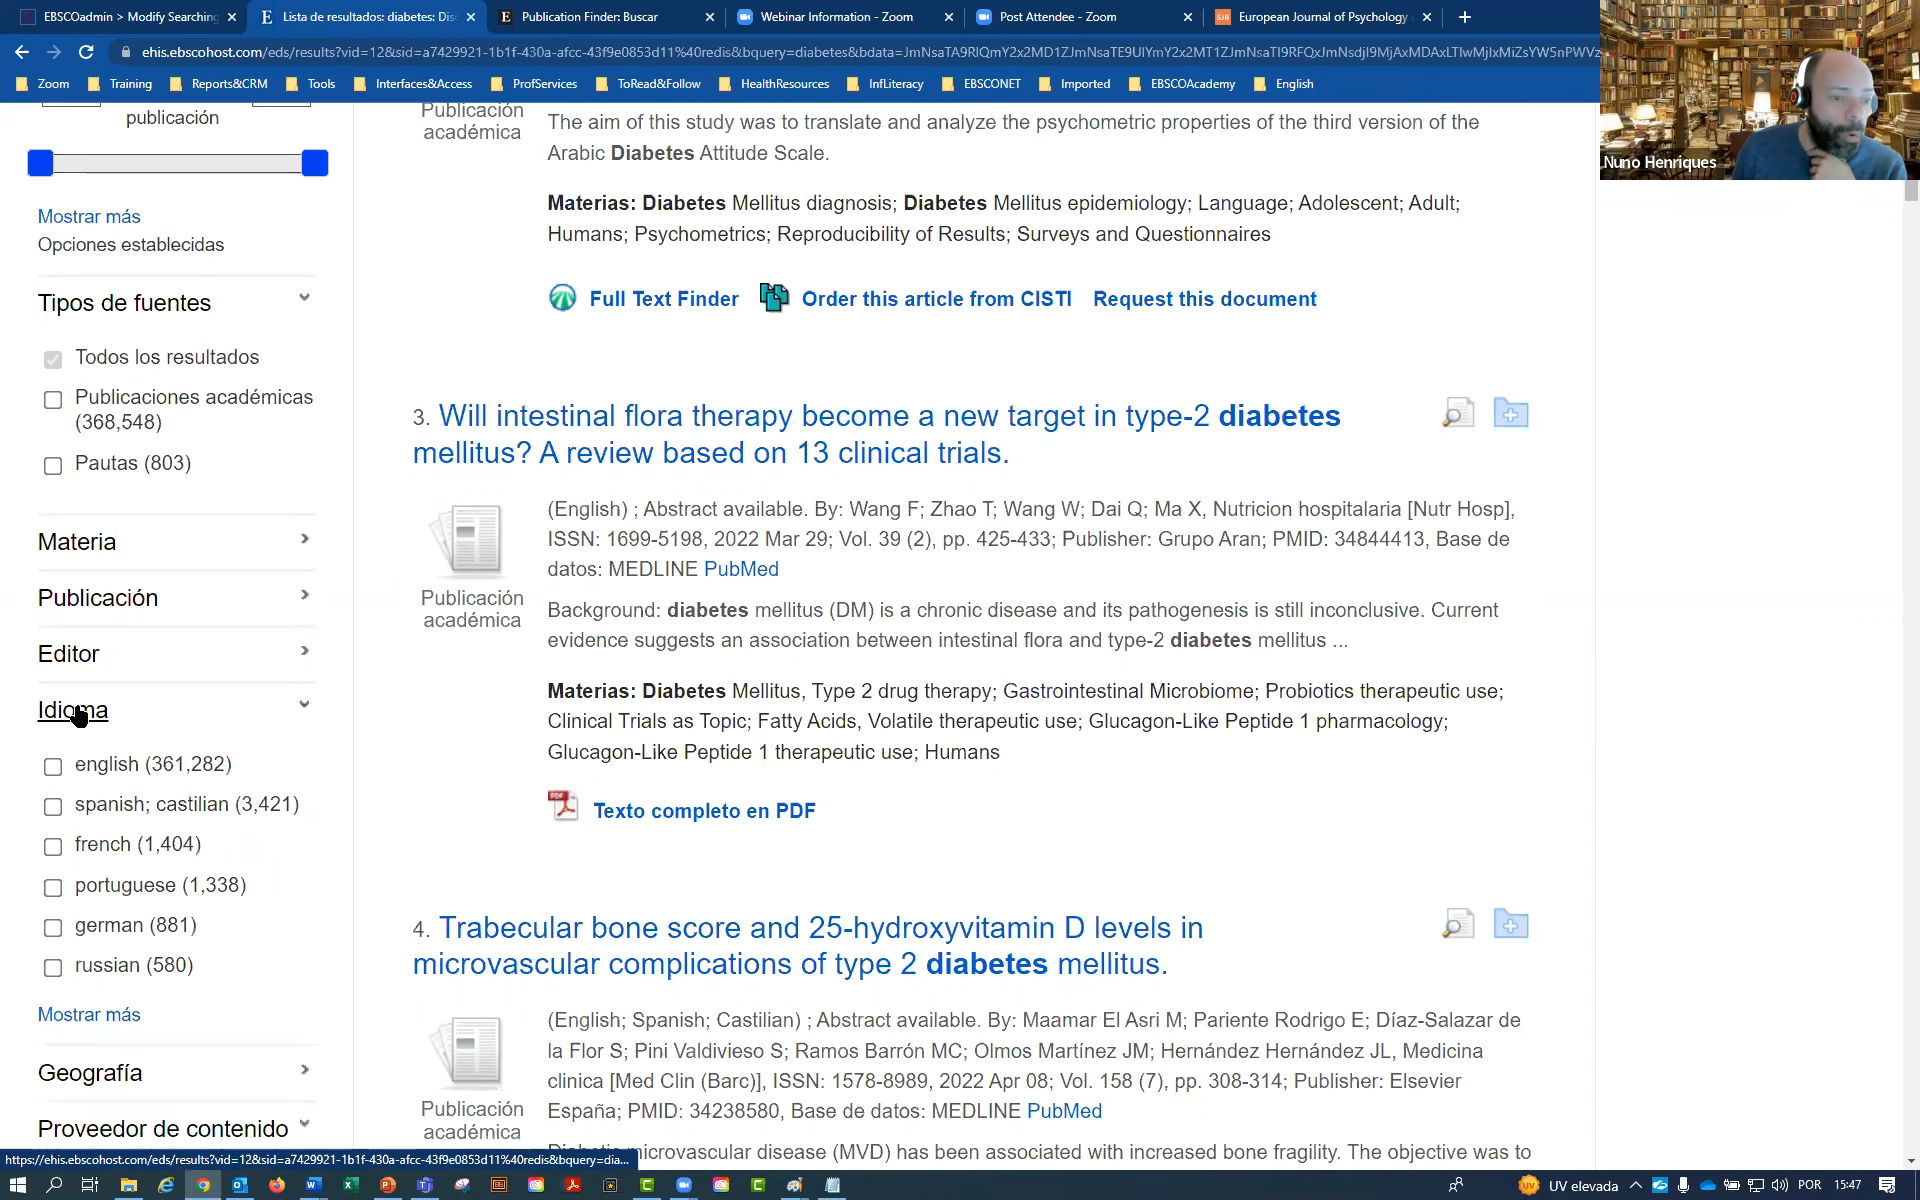 EBSCOadmin > Modify Searching
Lista de resultados: diabetes: Dis
Publication Finder: Buscar
Webinar Information - Zoom
Post Attendee - Zoom
European Journal of Psychology
ehis.ebscohost.com/eds/results?vid=12&sid=a7429921-1b1f-430a-afcc-43f9e0853d11%40redis&bquery=diabetes&bdata=
Zoom Training Reports&CRM Tools Interfaces&Access ProfServices ToRead&Follow HealthResources InfLiteracy EBSCONET Imported EBSCOAcademy English
Nuno Henriques
publicación
Mostrar más
Opciones establecidas
Tipos de fuentes
Todos los resultados
Publicaciones académicas
(368,548)
Pautas (803)
Materia
Publicación
Editor
Idioma
english (361,282)
spanish; castilian (3,421)
french (1,404)
portuguese (1,338)
german (881)
russian (580)
Mostrar más
Geografía
Proveedor de contenido
Publicación
académica
The aim of this study was to translate and analyze the psychometric properties of the third version of the
Arabic Diabetes Attitude Scale.
Materias: Diabetes Mellitus diagnosis; Diabetes Mellitus epidemiology; Language; Adolescent; Adult;
Humans; Psychometrics; Reproducibility of Results; Surveys and Questionnaires
Full Text Finder Order this article from CISTI Request this document
3. Will intestinal flora therapy become a new target in type-2 diabetes
mellitus? A review based on 13 clinical trials.
Publicación
académica
(English) ; Abstract available. By: Wang F; Zhao T; Wang W; Dai Q; Ma X, Nutricion hospitalaria [Nutr Hosp],
ISSN: 1699-5198, 2022 Mar 29; Vol. 39 (2), pp. 425-433; Publisher: Grupo Aran; PMID: 34844413, Base de
datos: MEDLINE PubMed
Background: diabetes mellitus (DM) is a chronic disease and its pathogenesis is still inconclusive. Current
evidence suggests an association between intestinal flora and type-2 diabetes mellitus ...
Materias: Diabetes Mellitus, Type 2 drug therapy; Gastrointestinal Microbiome; Probiotics therapeutic use;
Clinical Trials as Topic; Fatty Acids, Volatile therapeutic use; Glucagon-Like Peptide 1 pharmacology;
Glucagon-Like Peptide 1 therapeutic use; Humans
PDF Texto completo en PDF
4. Trabecular bone score and 25-hydroxyvitamin D levels in
microvascular complications of type 2 diabetes mellitus.
Publicación
académica
(English; Spanish; Castilian) ; Abstract available. By: Maamar El Asri M; Pariente Rodrigo E; Díaz-Salazar de
la Flor S; Pini Valdivieso S; Ramos Barrón MC; Olmos Martínez JM; Hernández Hernández JL, Medicina
clinica [Med Clin (Barc)], ISSN: 1578-8989, 2022 Apr 08; Vol. 158 (7), pp. 308-314; Publisher: Elsevier
España; PMID: 34238580, Base de datos: MEDLINE PubMed
microvascular disease (MVD) has been associated with increased bone fragility. The objective was to
https://ehis.ebscohost.com/eds/results?vid=12&sid=a7429921-1b1f-430a-afcc-43f9e0853d11%40redis&bquery=dia...
UV elevada POR 15:47